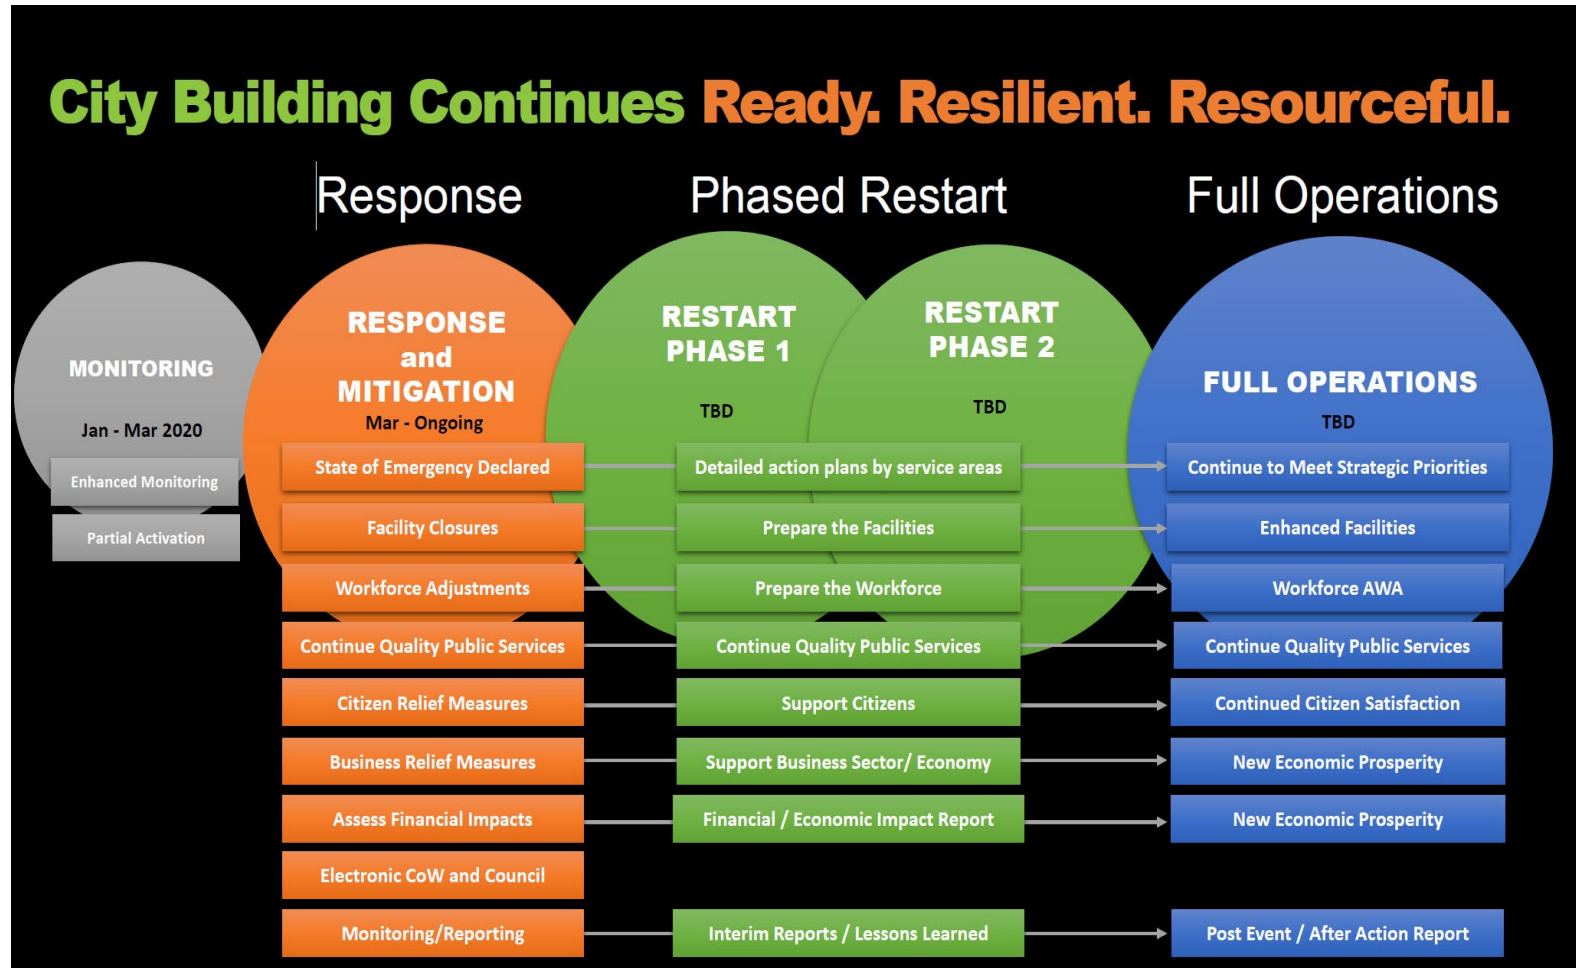 City Building Continues Ready. Resilient. Resourceful.
Response
Phased Restart
Full Operations
MONITORING
Jan - Mar 2020
Enhanced Monitoring
Partial Activation
RESPONSE
and
MITIGATION
Mar - Ongoing
State of Emergency Declared
Facility Closures
Workforce Adjustments
Continue Quality Public Services
Citizen Relief Measures
Business Relief Measures
Assess Financial Impacts
Electronic CoW and Council
Monitoring/Reporting
RESTART
PHASE 1
TBD
RESTART
PHASE 2
TBD
Detailed action plans by service areas
Prepare the Facilities
Prepare the Workforce
Continue Quality Public Services
Support Citizens
Support Business Sector/ Economy
Financial / Economic Impact Report
Interim Reports / Lessons Learned
FULL OPERATIONS
TBD
Continue to Meet Strategic Priorities
Enhanced Facilities
Workforce AWA
Continue Quality Public Services
Continued Citizen Satisfaction
New Economic Prosperity
New Economic Prosperity
Post Event / After Action Report